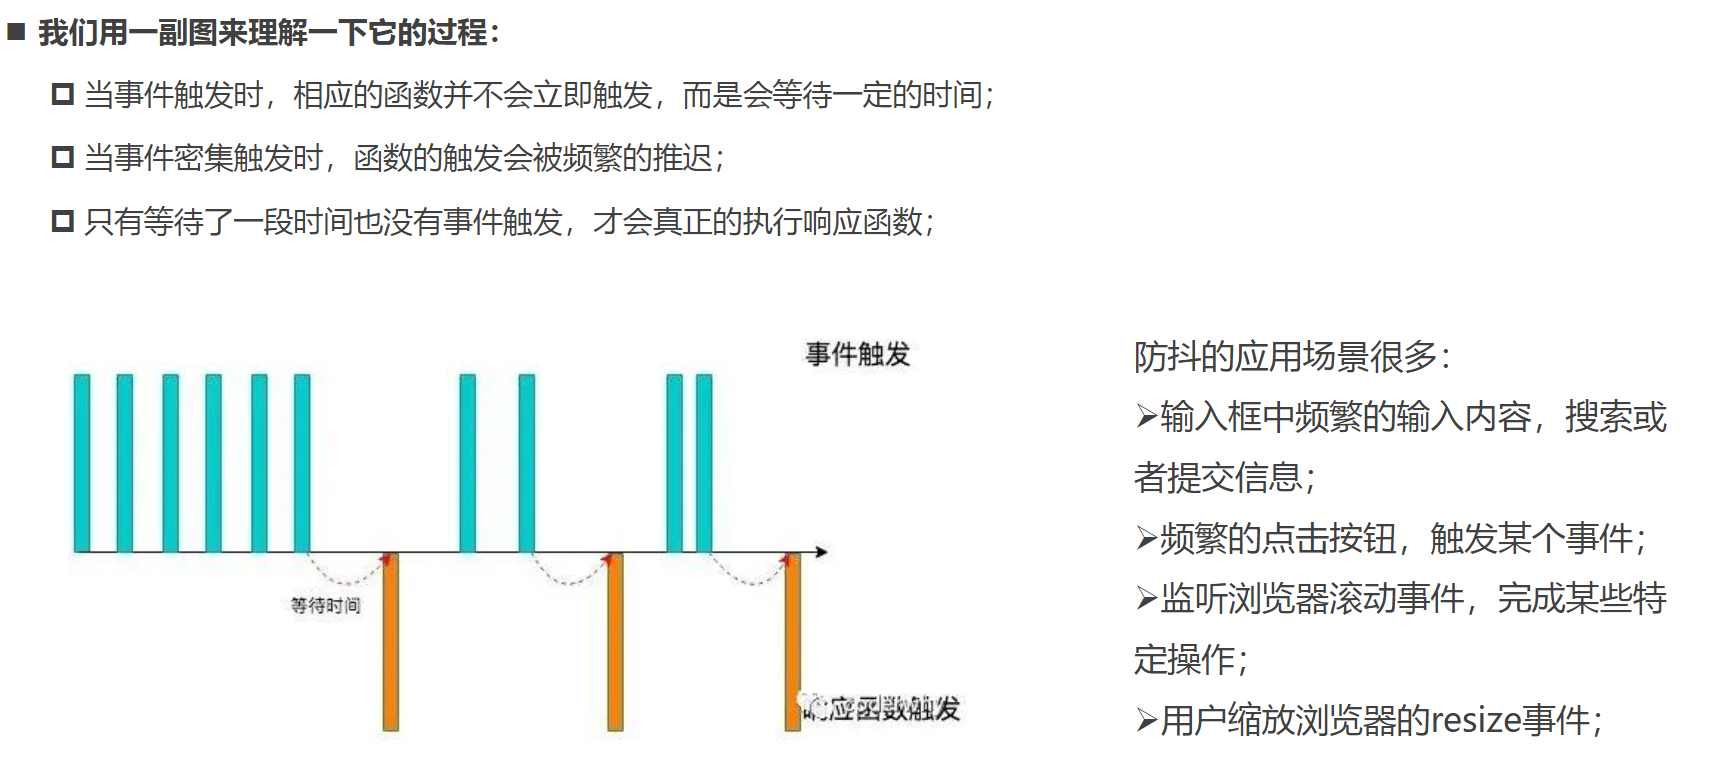 ■ 我们用一副图来理解一下它的过程：
当事件触发时，相应的函数并不会立即触发，而是会等待一定的时间；
当事件密集触发时，函数的触发会被频繁的推迟；
只有等待了一段时间也没有事件触发，才会真正的执行响应函数；
事件触发
等待时间
响应函数触发
防抖的应用场景很多：
➢输入框中频繁的输入内容，搜索或
者提交信息；
➢频繁的点击按钮，触发某个事件；
➢监听浏览器滚动事件，完成某些特
定操作；
➢用户缩放浏览器的resize事件；